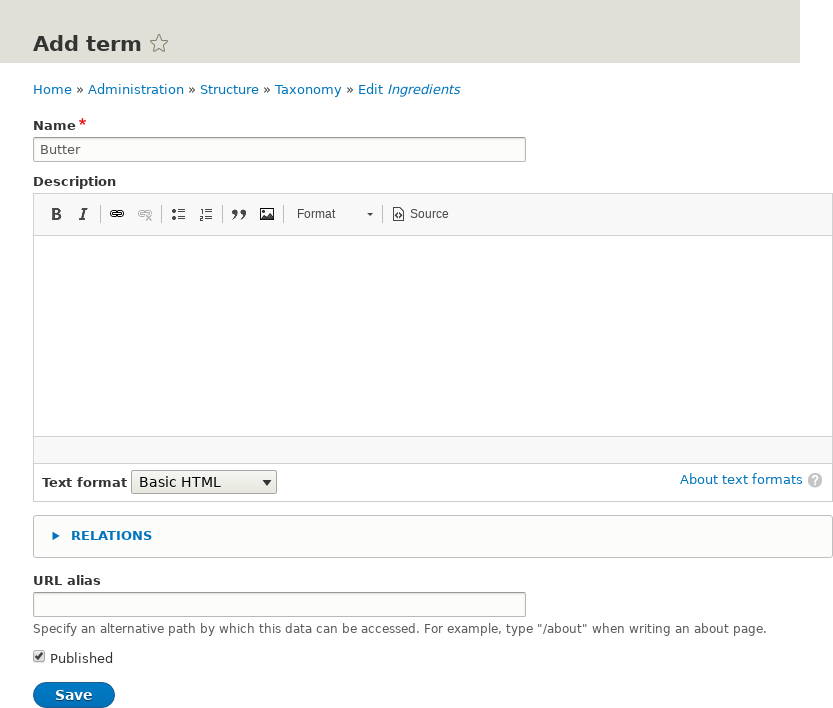 Add term
Home » Administration » Structure » Taxonomy » Edit Ingredients
Name*
Butter
Description
B I Format Source
Text format Basic HTML About text formats ?
RELATIONS
URL alias
Specify an alternative path by which this data can be accessed. For example, type "/about" when writing an about page.
Published
Save